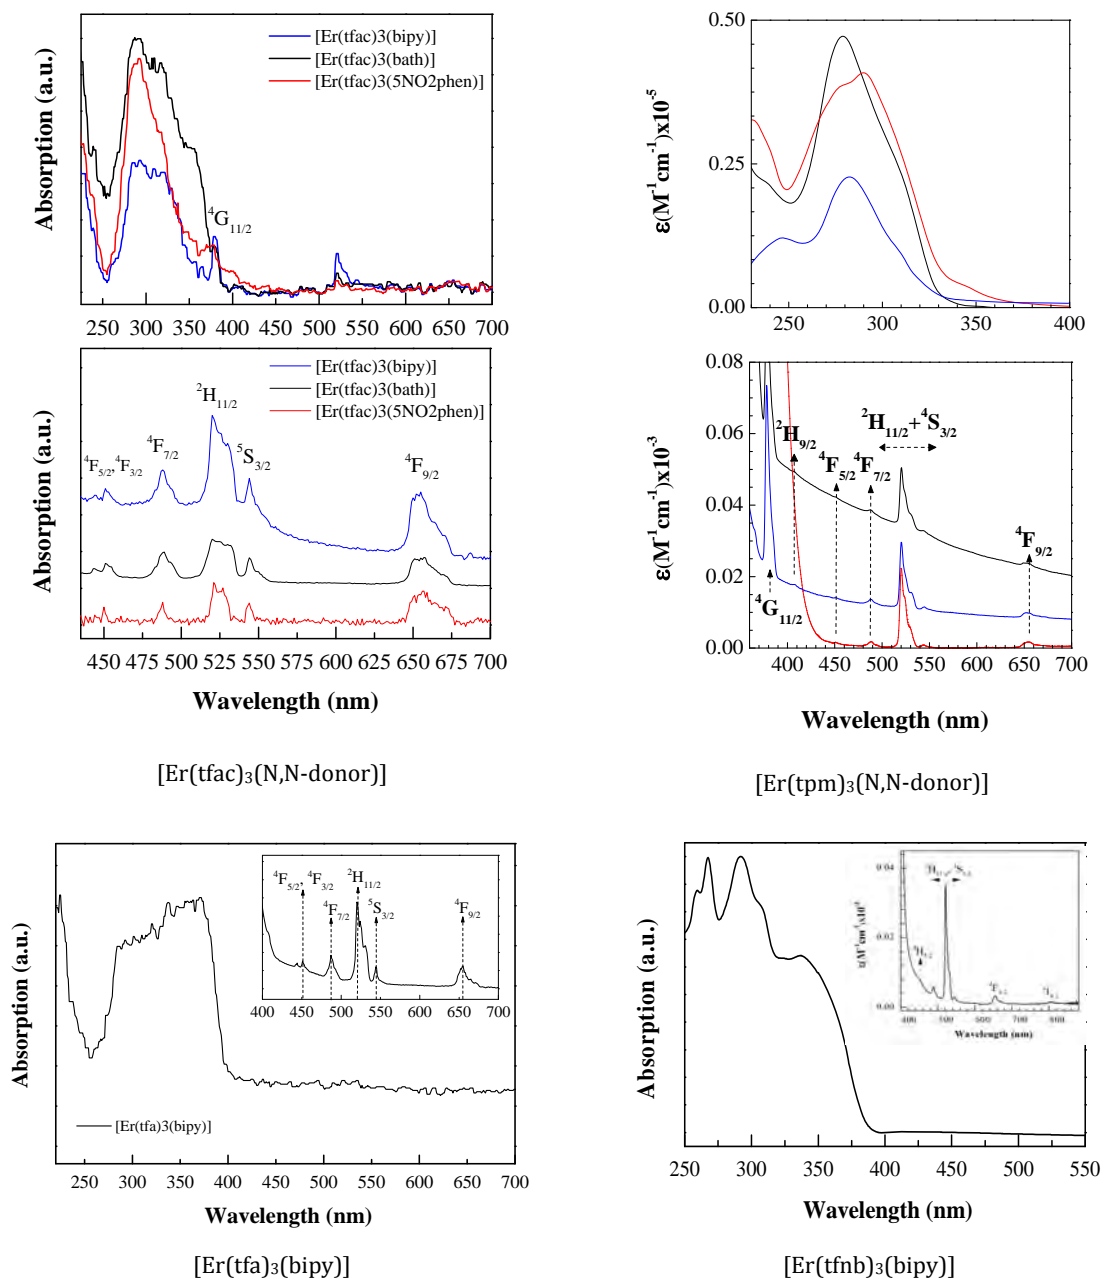 Absorption (a.u.)
[Er(tfac)3(bipy)]
[Er(tfac)3(bath)]
[Er(tfac)3(5NO2phen)]
⁴G₁₁/₂
250 300 350 400 450 500 550 600 650 700
ε(M⁻¹cm⁻¹)x10⁻⁵
0.50
0.25
0.00
250 300 350 400
Absorption (a.u.)
[Er(tfac)3(bipy)]
[Er(tfac)3(bath)]
[Er(tfac)3(5NO2phen)]
⁴F₅/₂, ⁴F₃/₂
⁴F₇/₂
²H₁₁/₂
⁵S₃/₂
⁴F₉/₂
450 475 500 525 550 575 600 625 650 675 700
Wavelength (nm)
ε(M⁻¹cm⁻¹)x10⁻³
0.08
0.06
0.04
0.02
0.00
²H₁₁/₂+⁴S₃/₂
²H₉/₂
⁴F₅/₂ ⁴F₇/₂
⁴F₉/₂
⁴G₁₁/₂
400 450 500 550 600 650 700
Wavelength (nm)
[Er(tfac)₃(N,N-donor)]
[Er(tpm)₃(N,N-donor)]
Absorption (a.u.)
⁴F₅/₂, ⁴F₃/₂
⁴F₇/₂
²H₁₁/₂
⁵S₃/₂
⁴F₉/₂
400 450 500 550 600 650 700
[Er(tfa)3(bipy)]
250 300 350 400 450 500 550 600 650 700
Wavelength (nm)
[Er(tfa)₃(bipy)]
Absorption (a.u.)
0.04
0.02
0.00
Wavelength (nm)
250 300 350 400 450 500 550
Wavelength (nm)
[Er(tfnb)₃(bipy)]